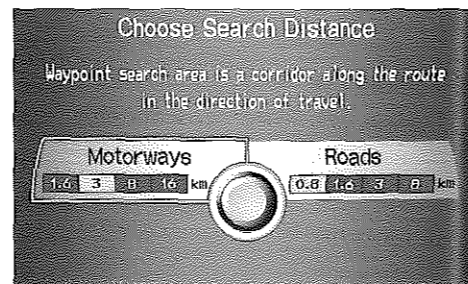 Choose Search Distance
Waypoint search area is a corridor along the route
in the direction of travel.
Motorways Roads
1.6 3 8 16 km 0.8 1.6 3 8 km